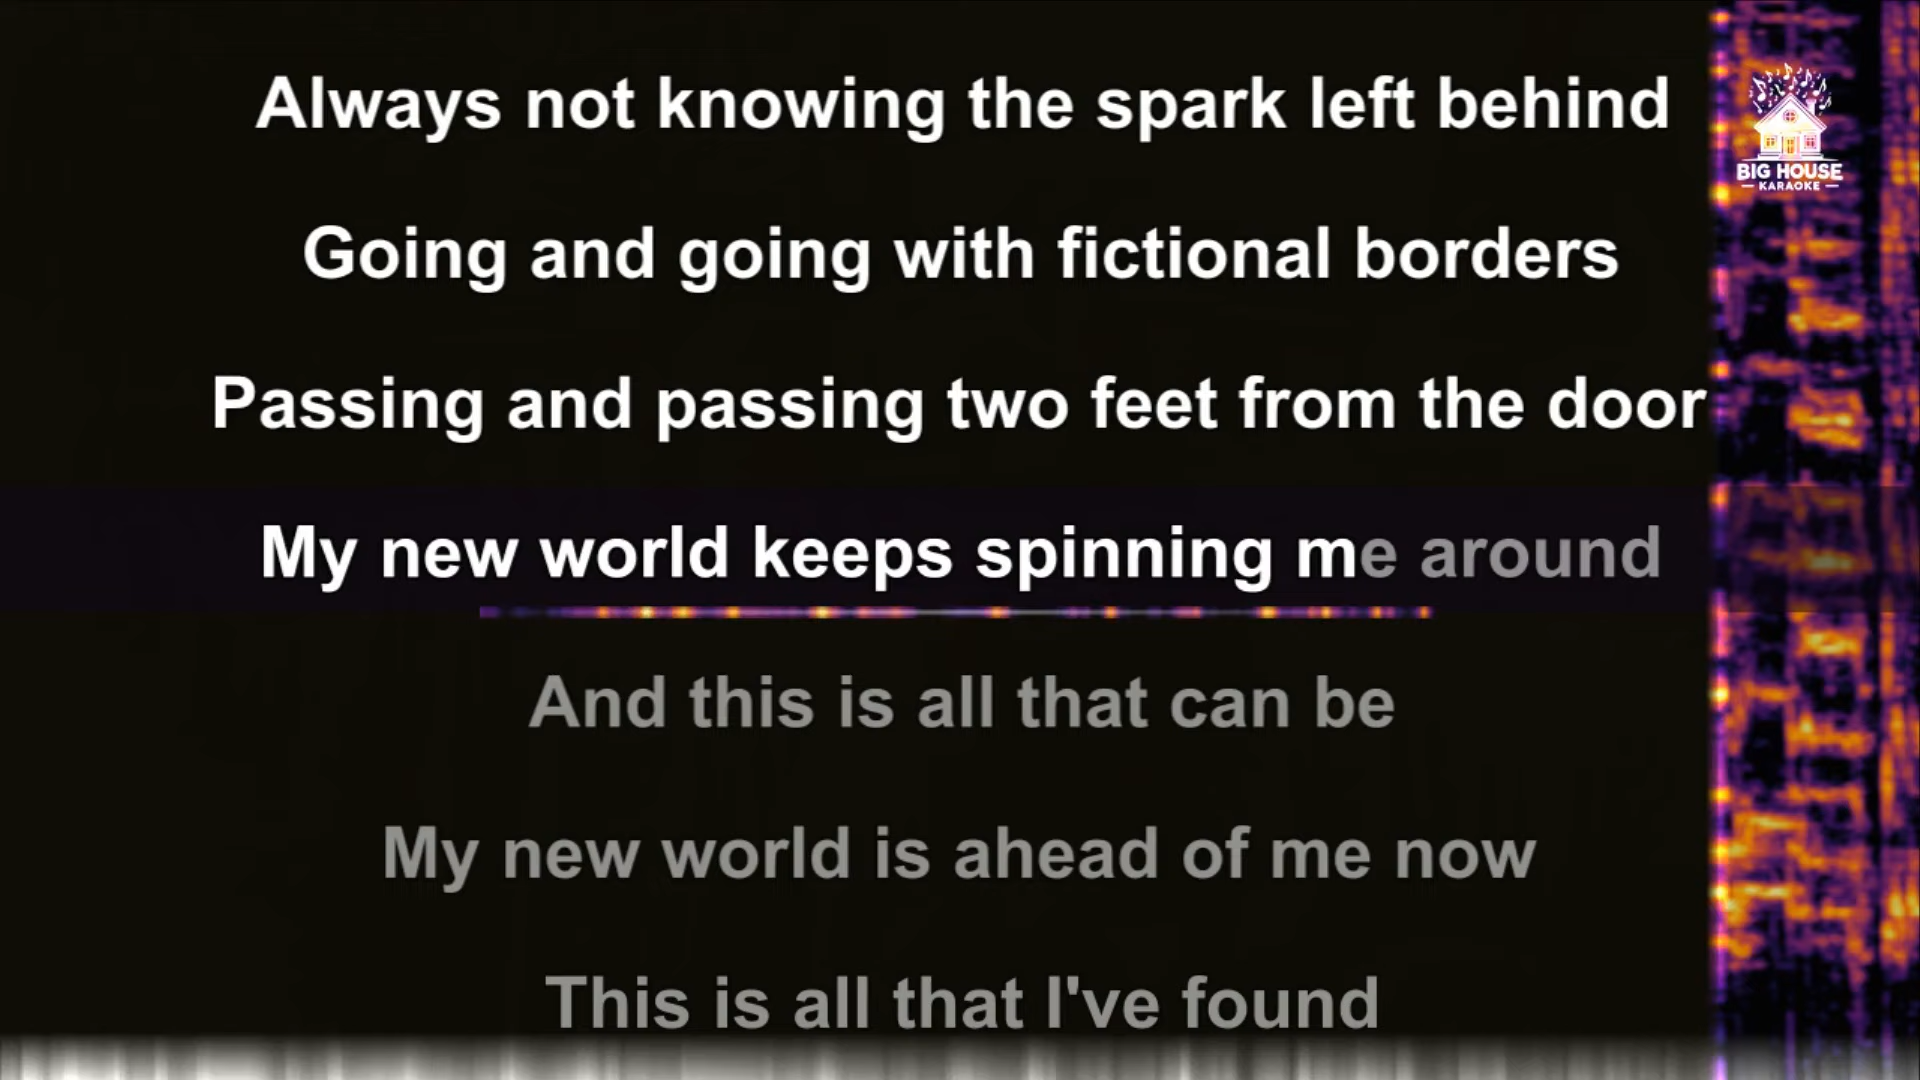 Always not knowing the spark left behind
Going and going with fictional borders
Passing and passing two feet from the door
My new world keeps spinning me around
And this is all that can be
My new world is ahead of me now
This is all that I've found
BIG HOUSE
KARAOKE